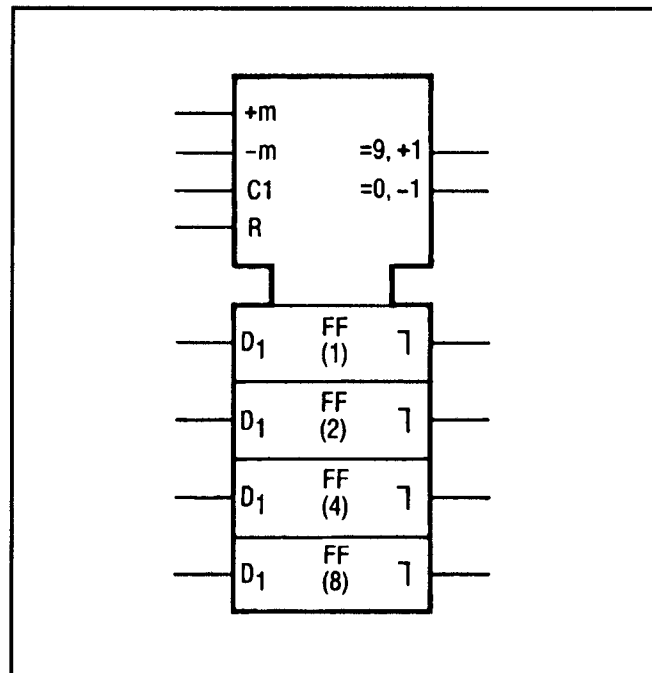 +m
-m =9, +1
C1 =0, -1
R
D₁ FF ┐
(1)
D₁ FF ┐
(2)
D₁ FF ┐
(4)
D₁ FF ┐
(8)